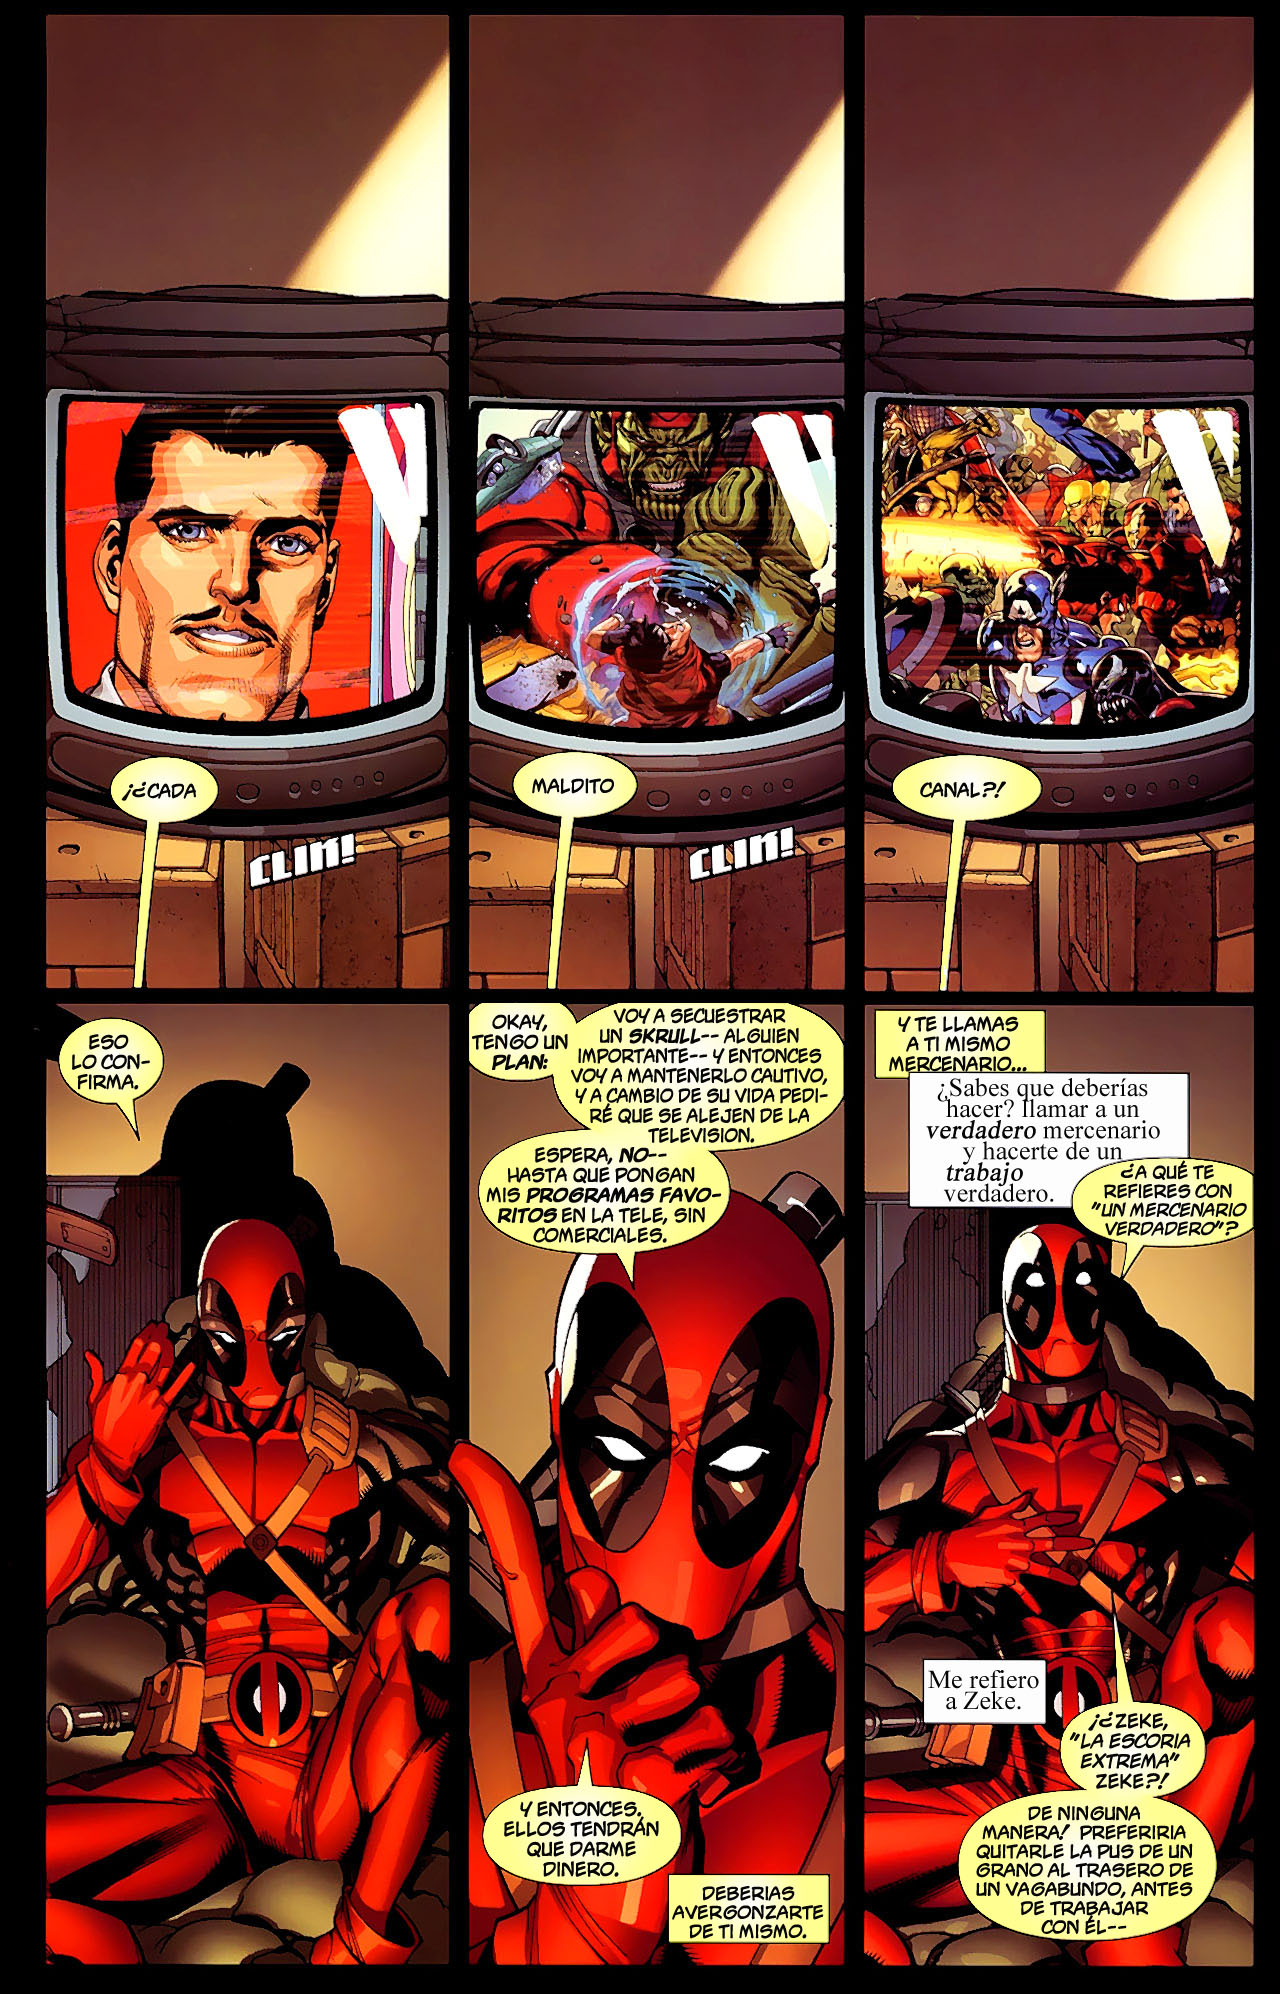 ¡¿CADA
CLIK!
MALDITO
CLIK!
CANAL?!
ESO
LO CON-
FIRMA.
OKAY,
TENGO UN
PLAN:
VOY A SECUESTRAR
UN SKRULL-- ALGUIEN
IMPORTANTE-- Y ENTONCES
VOY A MANTENERLO CAUTIVO,
Y A CAMBIO DE SU VIDA PEDI-
RÉ QUE SE ALEJEN DE LA
TELEVISION.
ESPERA, NO--
HASTA QUE PONGAN
MIS PROGRAMAS FAVO-
RITOS EN LA TELE, SIN
COMERCIALES.
Y ENTONCES,
ELLOS TENDRÁN
QUE DARME
DINERO.
DEBERIAS
AVERGONZARTE
DE TI MISMO.
Y TE LLAMAS
A TI MISMO
MERCENARIO...
¿Sabes que deberías
hacer? llamar a un
verdadero mercenario
y hacerte de un
trabajo
verdadero.
¿A QUÉ TE
REFIERES CON
"UN MERCENARIO
VERDADERO"?
Me refiero
a Zeke.
¡¿ZEKE,
"LA ESCORIA
EXTREMA"
ZEKE?!
DE NINGUNA
MANERA! PREFERIRIA
QUITARLE LA PUS DE UN
GRANO AL TRASERO DE
UN VAGABUNDO, ANTES
DE TRABAJAR
CON ÉL--